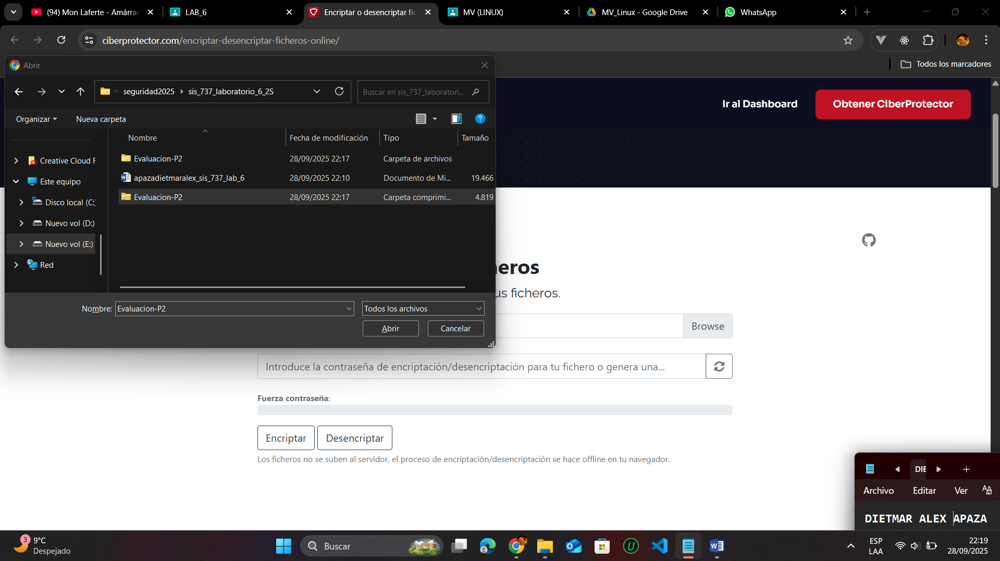 (94) Mon Laferte - Amárrar
LAB_6
Encriptar o desencriptar fic
MV (LINUX)
MV_Linux - Google Drive
WhatsApp
ciberprotector.com/encriptar-desencriptar-ficheros-online/
Todos los marcadores
Abrir
seguridad2025 › sis_737_laboratorio_6_2S
Buscar en sis_737_laboratori...
Ir al Dashboard
Obtener CiberProtector
Organizar
Nueva carpeta
Nombre
Fecha de modificación
Tipo
Tamaño
Creative Cloud F
Evaluacion-P2
28/09/2025 22:17
Carpeta de archivos
Este equipo
apazadietmaralex_sis_737_lab_6
28/09/2025 22:10
Documento de Mi...
19.466
Disco local (C:)
Evaluacion-P2
28/09/2025 22:17
Carpeta comprimi...
4.819
Nuevo vol (D:)
Nuevo vol (E:)
Red
heros
us ficheros.
Nombre:
Evaluacion-P2
Todos los archivos
Abrir
Cancelar
Browse
Introduce la contraseña de encriptación/desencriptación para tu fichero o genera una...
Fuerza contraseña:
Encriptar
Desencriptar
Los ficheros no se suben al servidor, el proceso de encriptación/desencriptación se hace offline en tu navegador.
DIE
Archivo
Editar
Ver
DIETMAR ALEX APAZA
3
9°C
Despejado
Buscar
ESP
LAA
22:19
28/09/2025